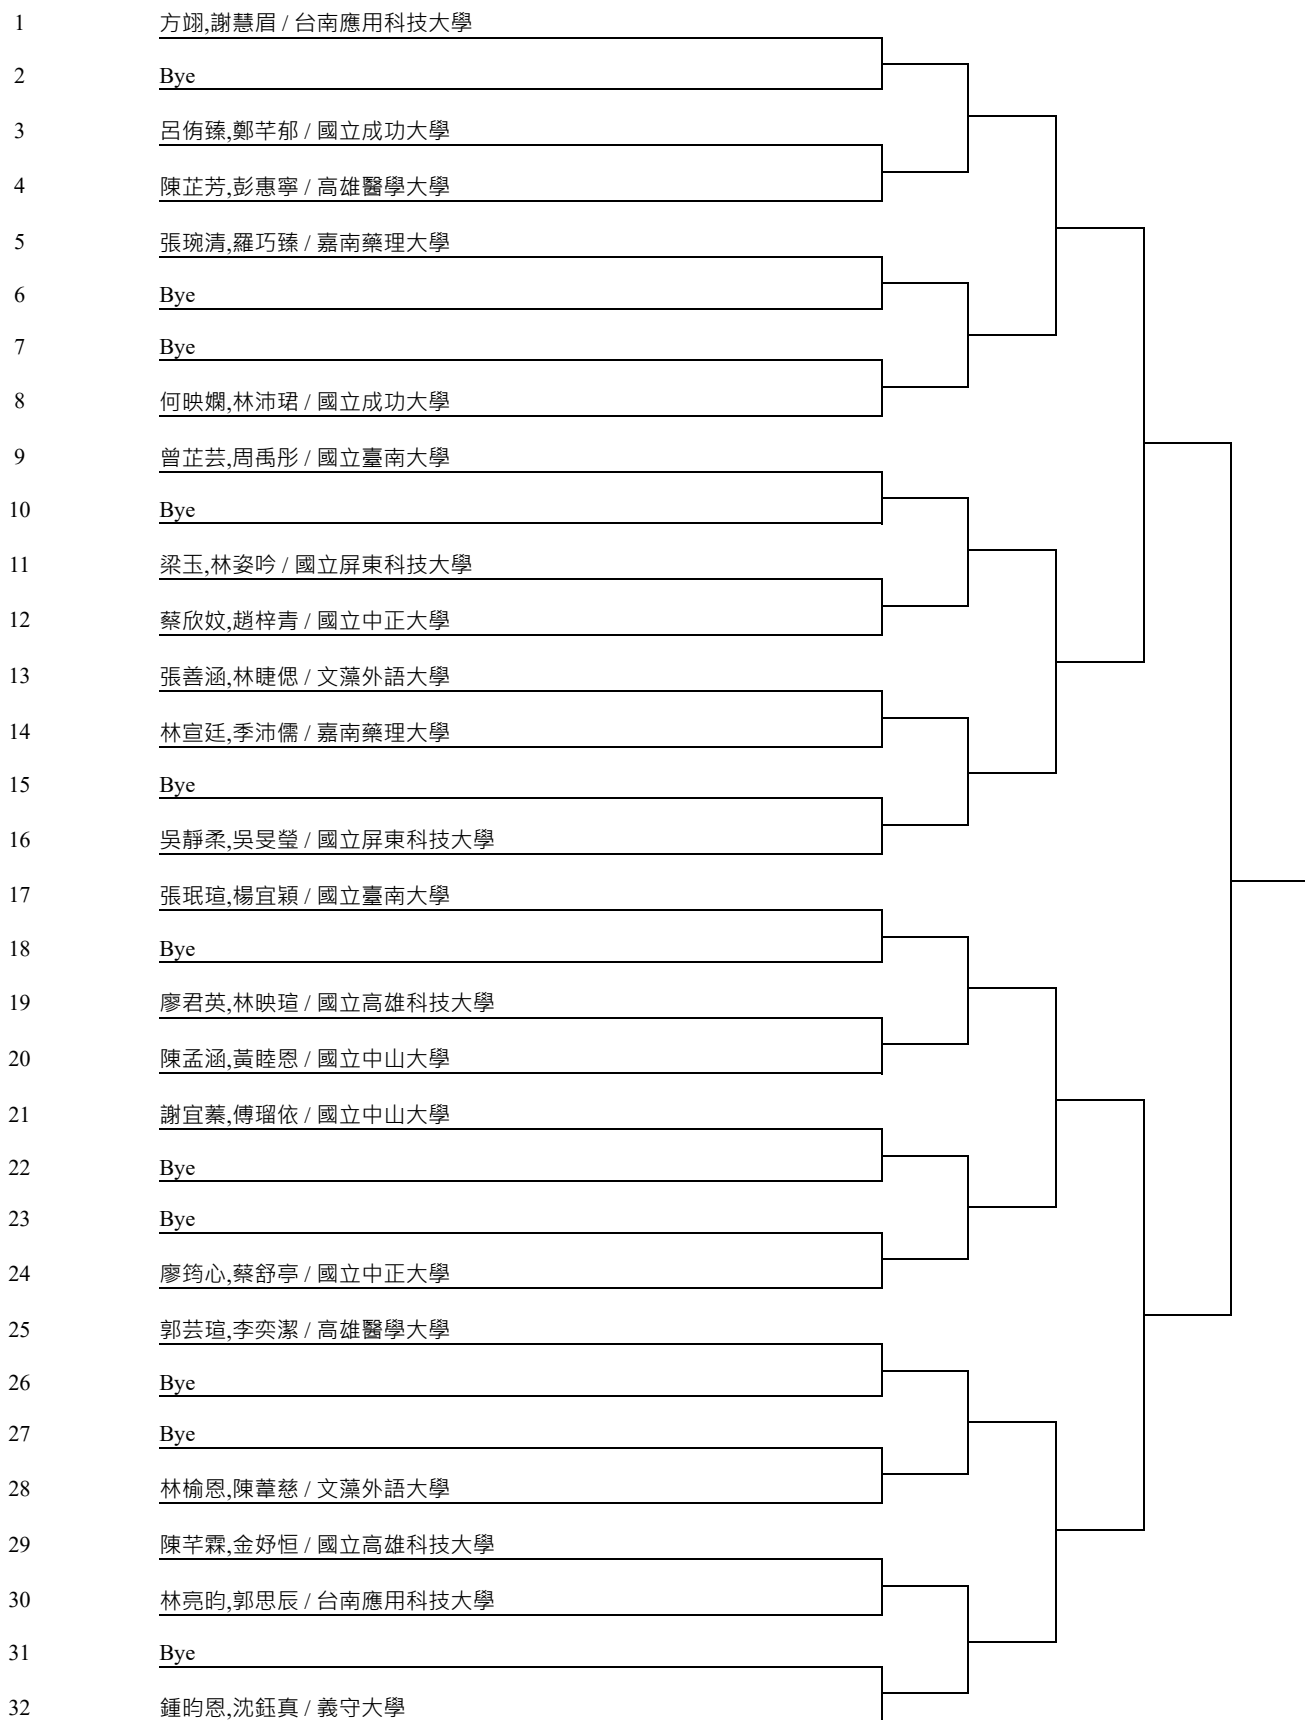 1 方翊,謝慧眉 / 台南應用科技大學
2 Bye
3 呂侑臻,鄭芊郁 / 國立成功大學
4 陳芷芳,彭惠寧 / 高雄醫學大學
5 張琬清,羅巧臻 / 嘉南藥理大學
6 Bye
7 Bye
8 何映嫻,林沛珺 / 國立成功大學
9 曾芷芸,周禹彤 / 國立臺南大學
10 Bye
11 梁玉,林姿吟 / 國立屏東科技大學
12 蔡欣妏,趙梓青 / 國立中正大學
13 張善涵,林睫偲 / 文藻外語大學
14 林宣廷,季沛儒 / 嘉南藥理大學
15 Bye
16 吳靜柔,吳旻瑩 / 國立屏東科技大學
17 張珉瑄,楊宜穎 / 國立臺南大學
18 Bye
19 廖君英,林映瑄 / 國立高雄科技大學
20 陳孟涵,黃睦恩 / 國立中山大學
21 謝宜蓁,傅瑠依 / 國立中山大學
22 Bye
23 Bye
24 廖筠心,蔡舒亭 / 國立中正大學
25 郭芸瑄,李奕潔 / 高雄醫學大學
26 Bye
27 Bye
28 林榆恩,陳葦慈 / 文藻外語大學
29 陳芊霖,金妤恒 / 國立高雄科技大學
30 林亮昀,郭思辰 / 台南應用科技大學
31 Bye
32 鍾昀恩,沈鈺真 / 義守大學